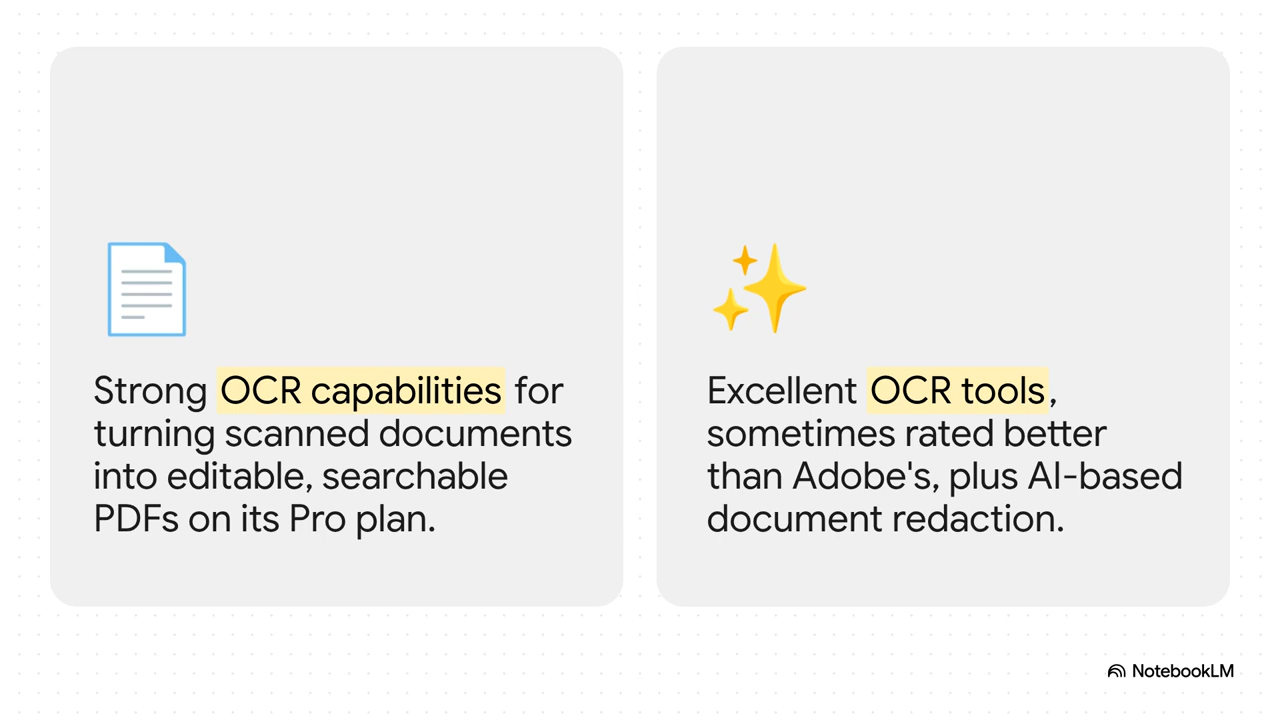 Strong OCR capabilities for
turning scanned documents
into editable, searchable
PDFs on its Pro plan.
Excellent OCR tools,
sometimes rated better
than Adobe's, plus AI-based
document redaction.
NotebookLM